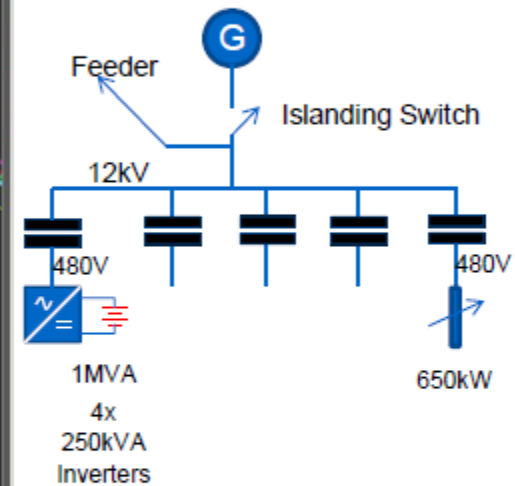 G
Feeder
Islanding Switch
12kV
480V
480V
1MVA
650kW
4x
250kVA
Inverters